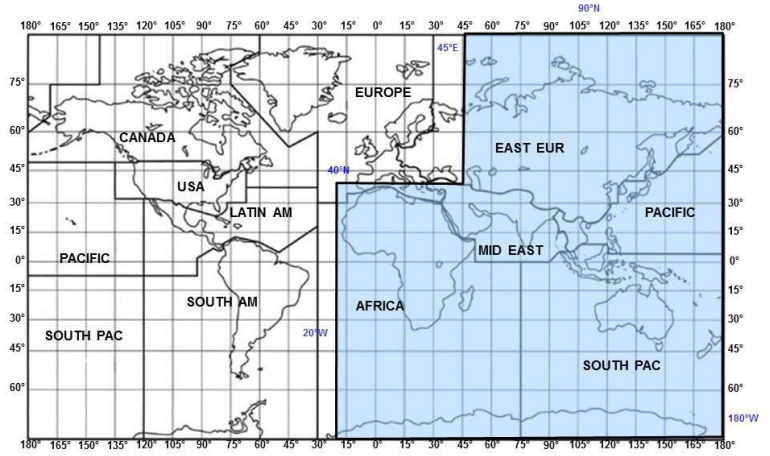 90°N
180° 165° 150° 135° 120° 105° 90° 75° 60° 45° 30° 15° 0° 15° 30° 45° 60° 75° 90° 105° 120° 135° 150° 165° 180°
45°E
75° 75°
EUROPE
60° 60°
CANADA
EAST EUR
45° 40°N 45°
USA
30° 30°
LATIN AM PACIFIC
15° 15°
MID EAST
PACIFIC
0° 0°
15° 15°
SOUTH AM AFRICA
30° 30°
20°W
SOUTH PAC
45° 45°
SOUTH PAC
60° 60°
180°W
180° 165° 150° 135° 120° 105° 90° 75° 60° 45° 30° 15° 0° 15° 30° 45° 60° 75° 90° 105° 120° 135° 150° 165° 180°